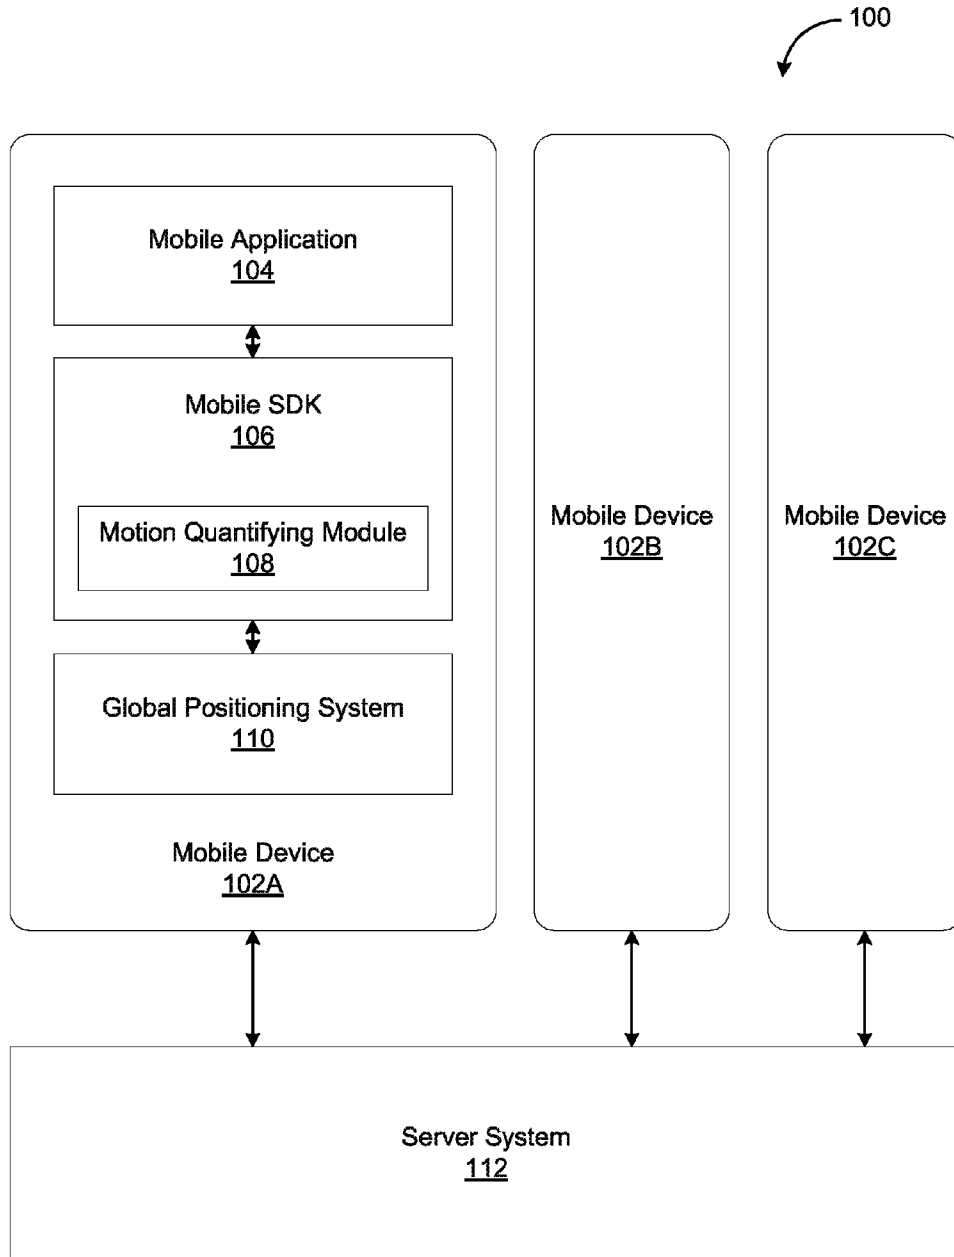 100
Mobile Application
104
Mobile SDK
106
Motion Quantifying Module
108
Global Positioning System
110
Mobile Device
102A
Mobile Device
102B
Mobile Device
102C
Server System
112